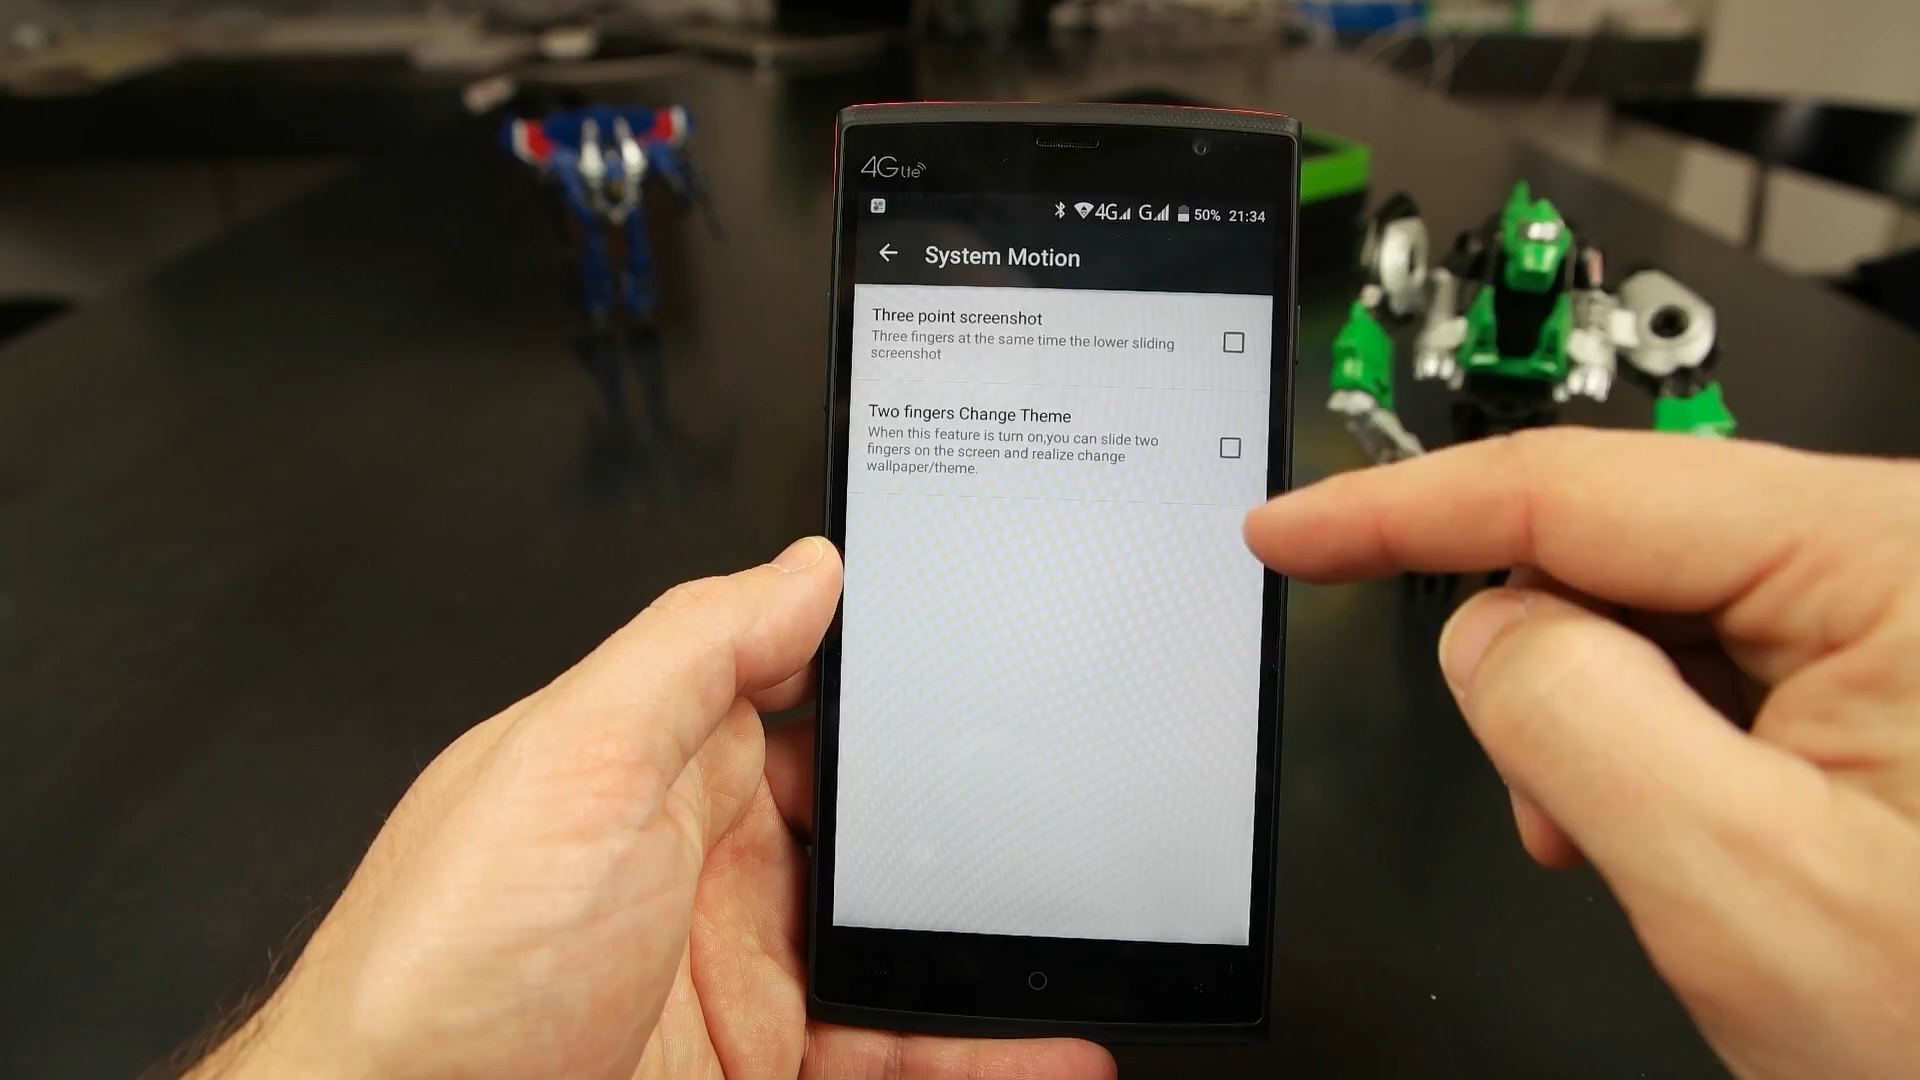 4G lte
4G G 50% 21:34
System Motion
Three point screenshot
Three fingers at the same time the lower sliding
screenshot
Two fingers Change Theme
When this feature is turn on,you can slide two
fingers on the screen and realize change
wallpaper/theme.